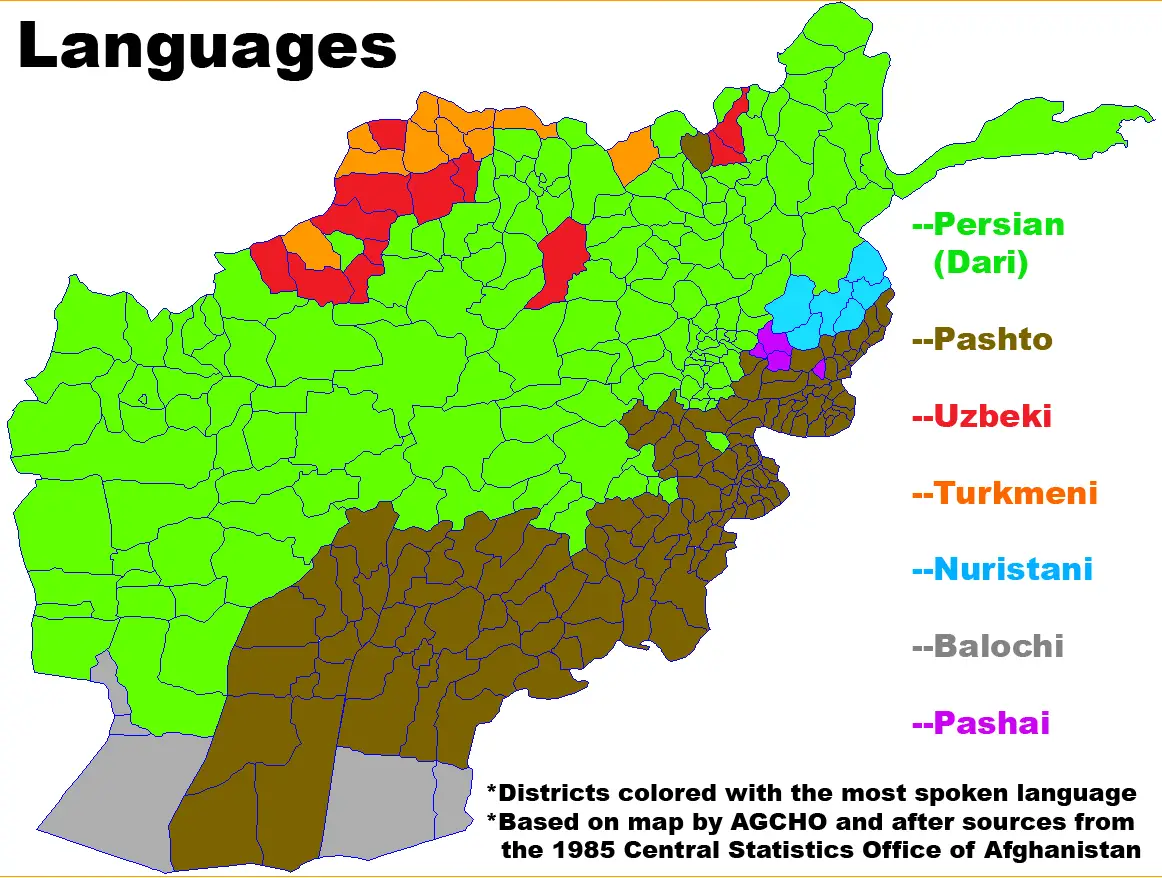 Languages
--Persian
(Dari)
--Pashto
--Uzbeki
--Turkmeni
--Nuristani
--Balochi
--Pashai
*Districts colored with the most spoken language
*Based on map by AGCHO and after sources from
the 1985 Central Statistics Office of Afghanistan